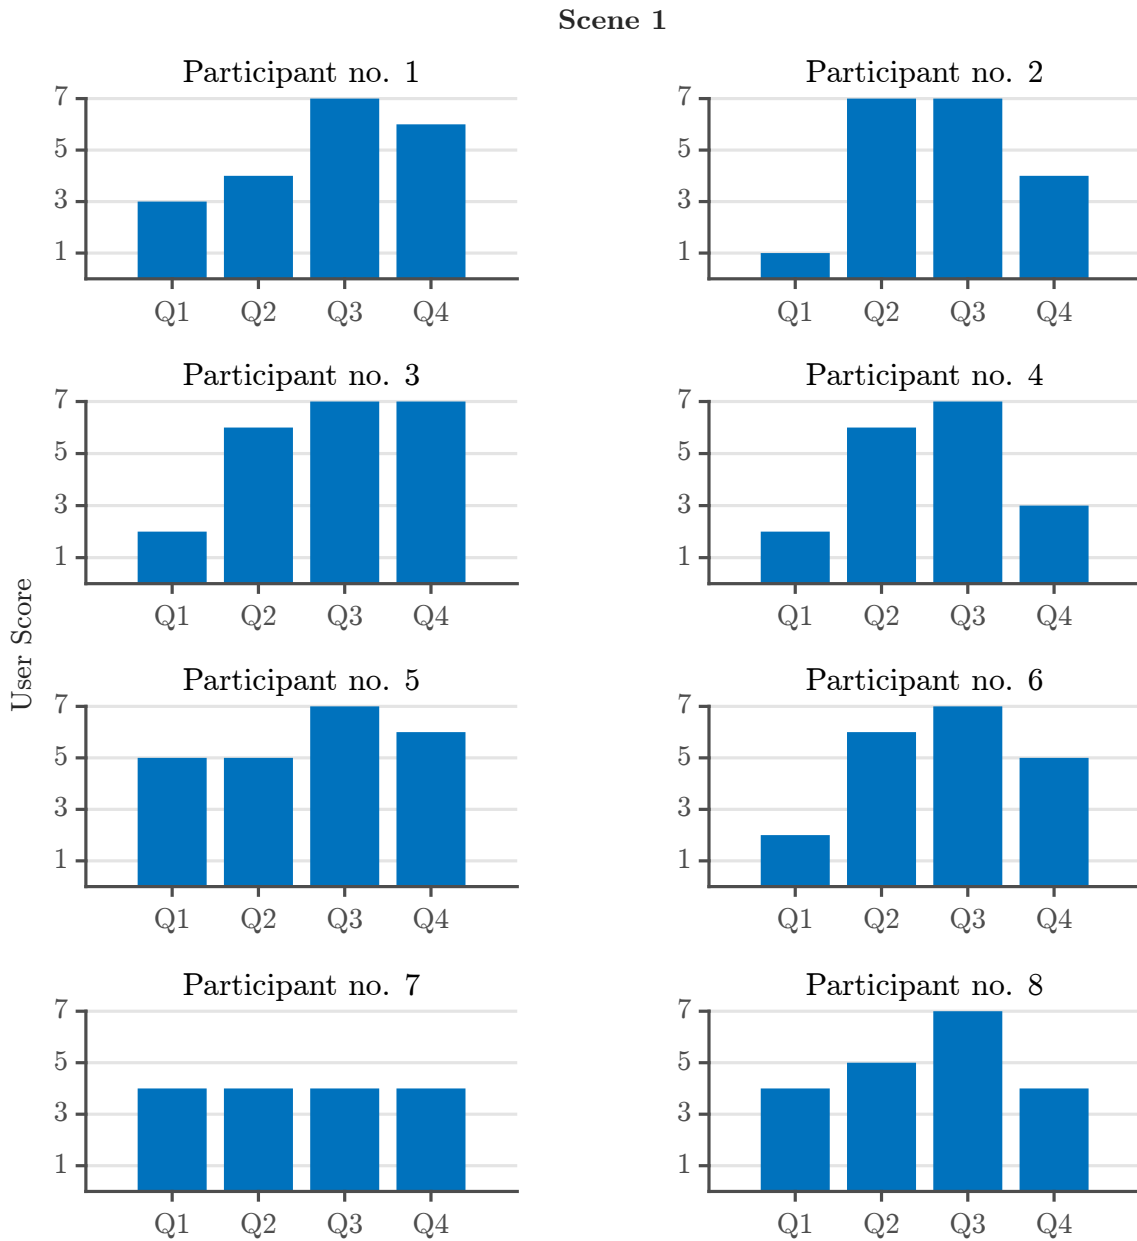 Scene 1
Participant no. 1
7
5
3
1
Q1 Q2 Q3 Q4
Participant no. 2
7
5
3
1
Q1 Q2 Q3 Q4
Participant no. 3
7
5
3
1
Q1 Q2 Q3 Q4
Participant no. 4
7
5
3
1
Q1 Q2 Q3 Q4
User Score
Participant no. 5
7
5
3
1
Q1 Q2 Q3 Q4
Participant no. 6
7
5
3
1
Q1 Q2 Q3 Q4
Participant no. 7
7
5
3
1
Q1 Q2 Q3 Q4
Participant no. 8
7
5
3
1
Q1 Q2 Q3 Q4